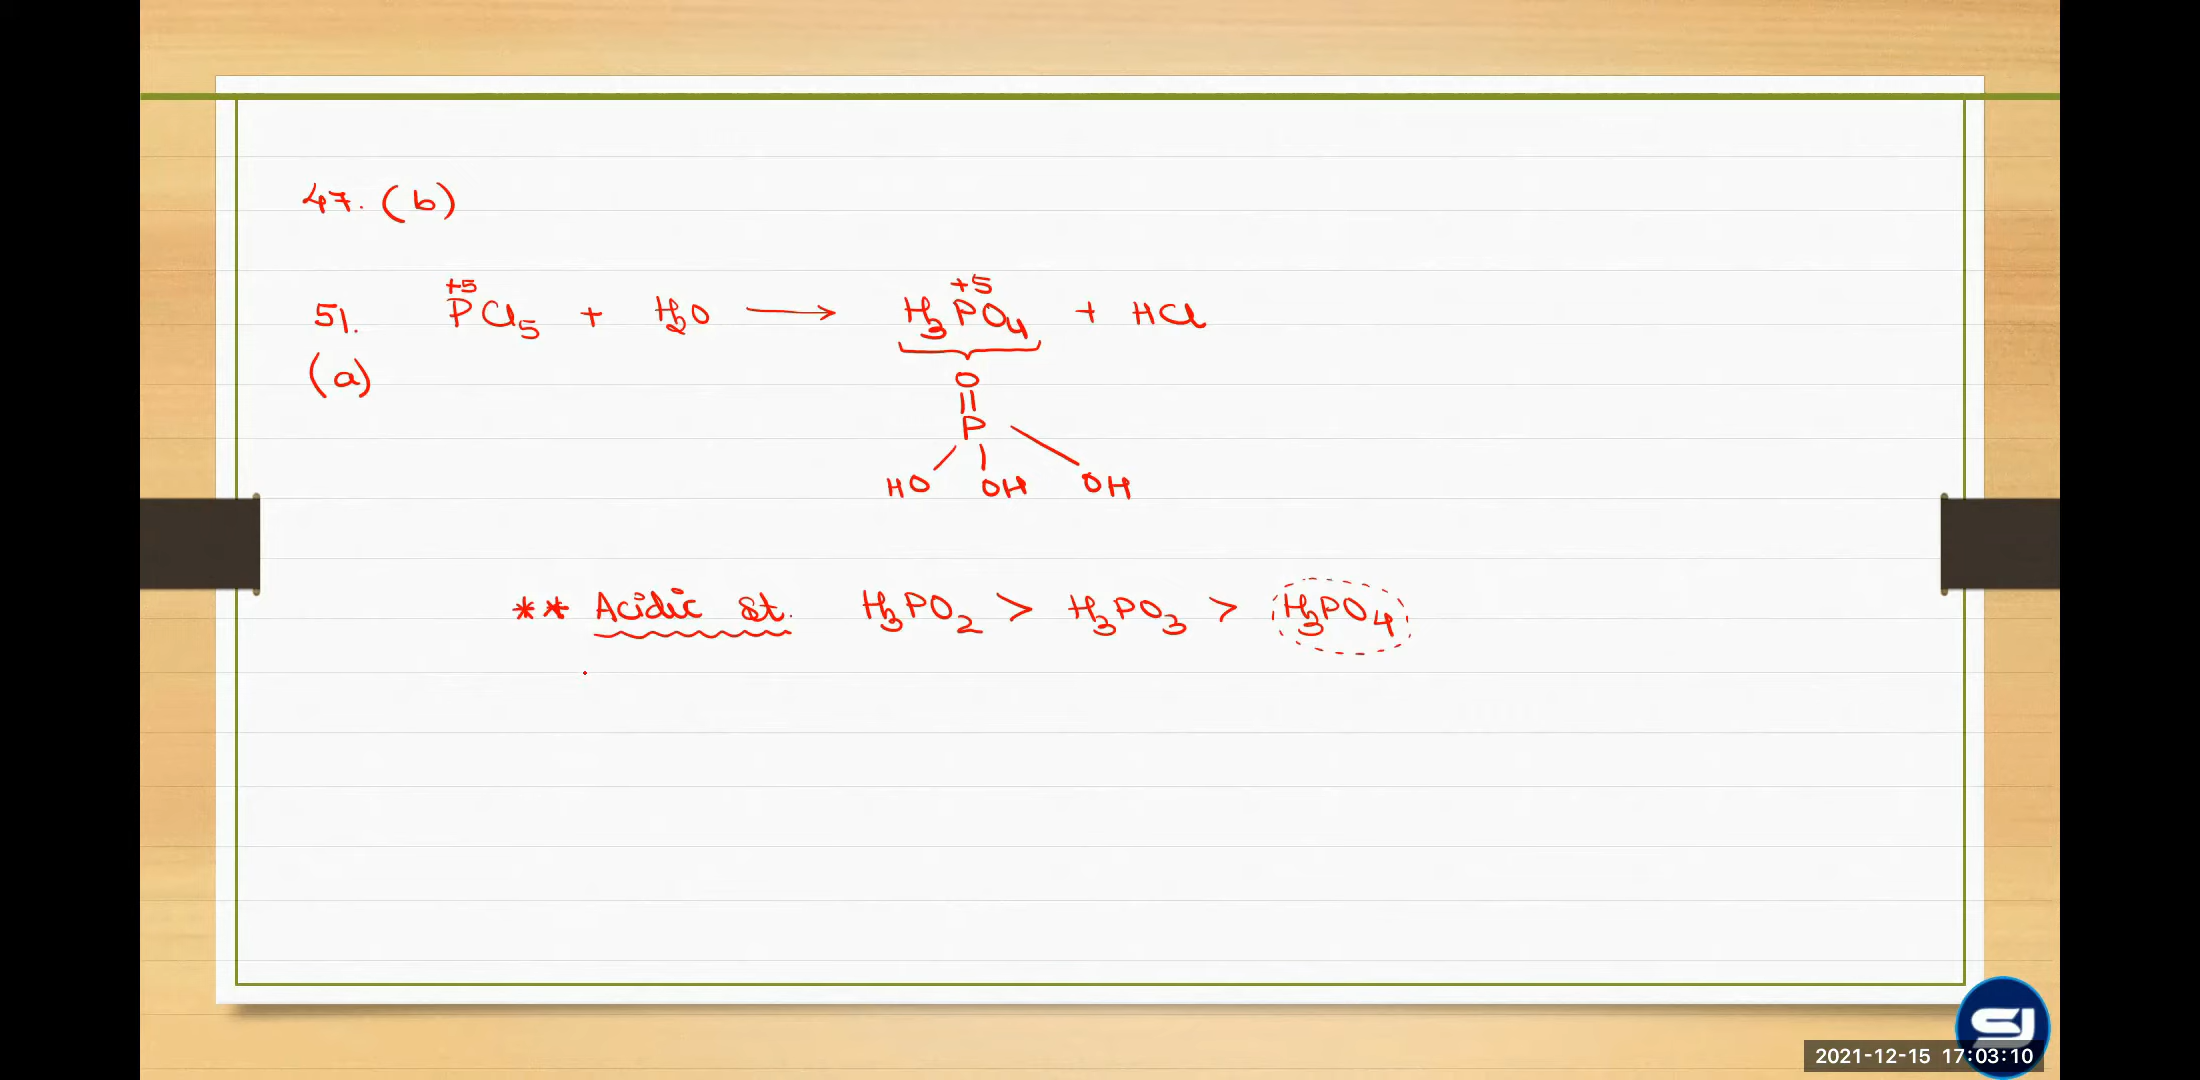 47. (b)
+5 +5
51. PCl5 + H2O ⟶ H3PO4 + HCl
(a)
O
||
P
HO OH OH
** Acidic St. H3PO2 > H3PO3 > H3PO4
SJ
2021-12-15 17:03:10